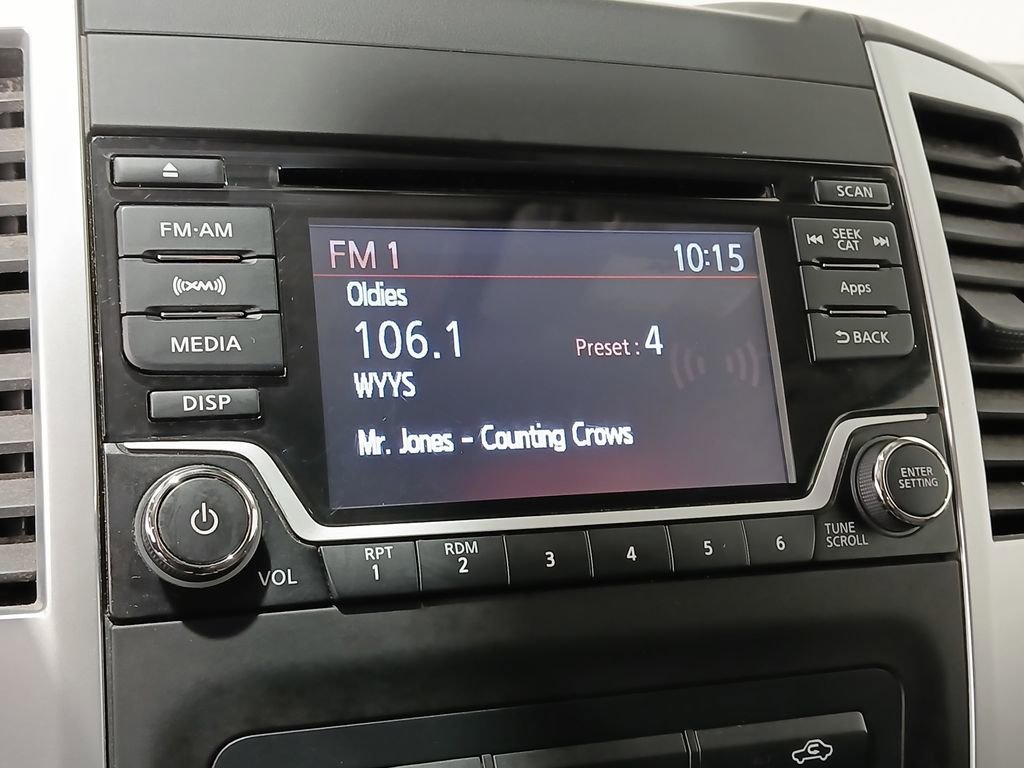 SCAN
FM·AM
SEEK
CAT
XM
Apps
MEDIA
BACK
DISP
FM 1
10:15
Oldies
106.1
Preset : 4
WYYS
Mr. Jones - Counting Crows
ENTER
SETTING
TUNE
SCROLL
VOL
RPT
1
RDM
2
3
4
5
6